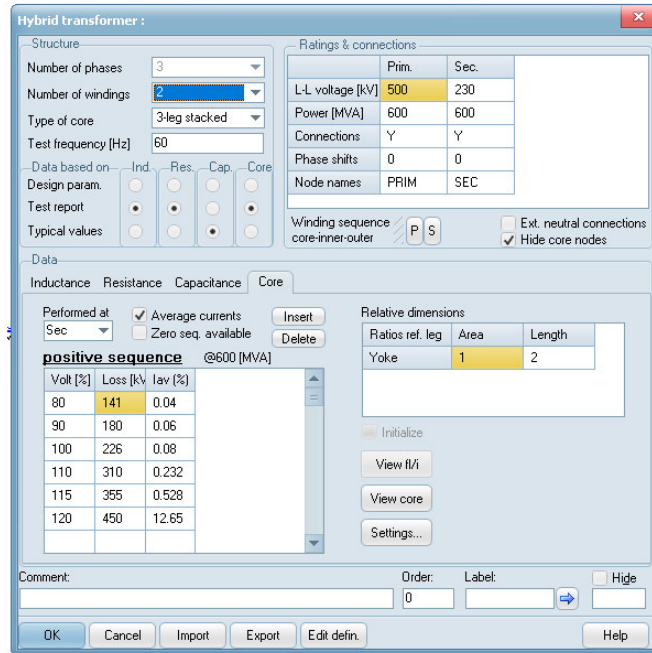 Hybrid transformer :
Structure
Number of phases 3
Number of windings 2
Type of core 3-leg stacked
Test frequency [Hz] 60
Data based on Ind. Res. Cap. Core
Design param.
Test report
Typical values
Ratings & connections
Prim. Sec.
L-L voltage [kV] 500 230
Power [MVA] 600 600
Connections Y Y
Phase shifts 0 0
Node names PRIM SEC
Winding sequence
core-inner-outer P S
Ext. neutral connections
Hide core nodes
Data
Inductance Resistance Capacitance Core
Performed at
Sec
Average currents
Zero seq. available
Insert
Delete
positive sequence @600 [MVA]
Volt [%] Loss [kV Iav (%)
80 141 0.04
90 180 0.06
100 226 0.08
110 310 0.232
115 355 0.528
120 450 12.65
Relative dimensions
Ratios ref. leg Area Length
Yoke 1 2
Initialize
View fl/i
View core
Settings...
Comment: Order: Label: Hide
0
OK Cancel Import Export Edit defin. Help